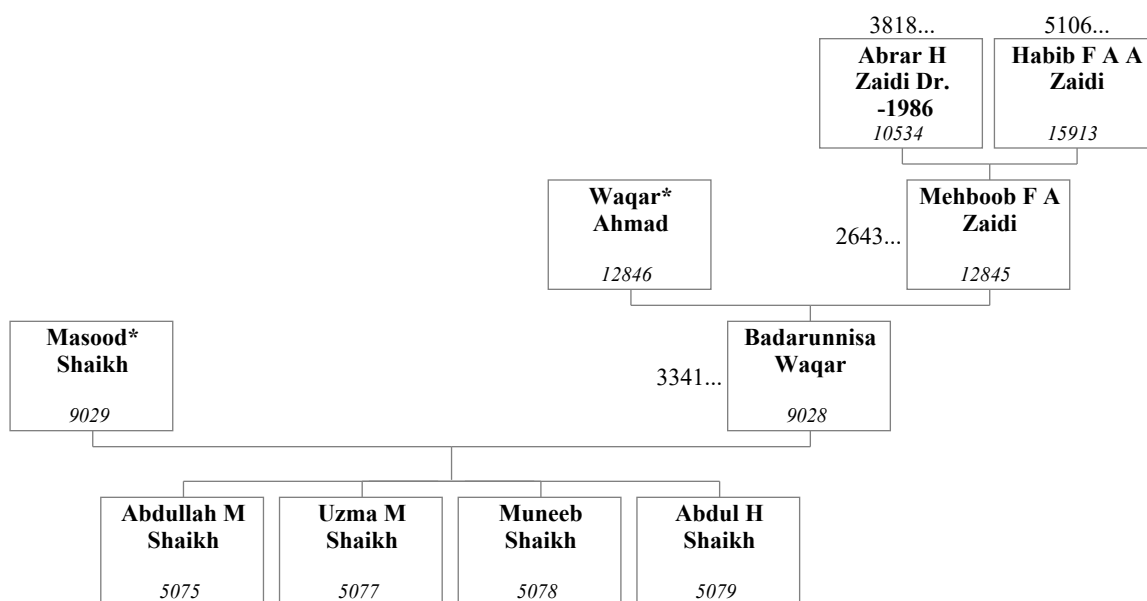 3818...
5106...
Abrar H
Zaidi Dr.
-1986
10534
Habib F A A
Zaidi
15913
Waqar*
Ahmad
12846
2643...
Mehboob F A
Zaidi
12845
Masood*
Shaikh
9029
3341...
Badarunnisa
Waqar
9028
Abdullah M
Shaikh
5075
Uzma M
Shaikh
5077
Muneeb
Shaikh
5078
Abdul H
Shaikh
5079